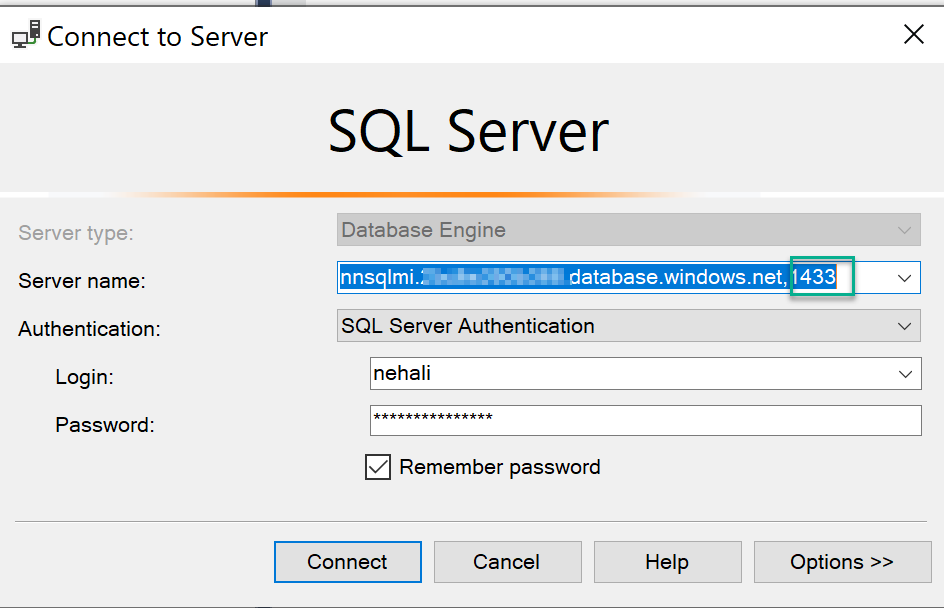 Connect to Server
SQL Server
Server type: Database Engine
Server name: nnsqlmi. .database.windows.net,1433
Authentication: SQL Server Authentication
Login: nehali
Password: ***************
Remember password
Connect Cancel Help Options >>